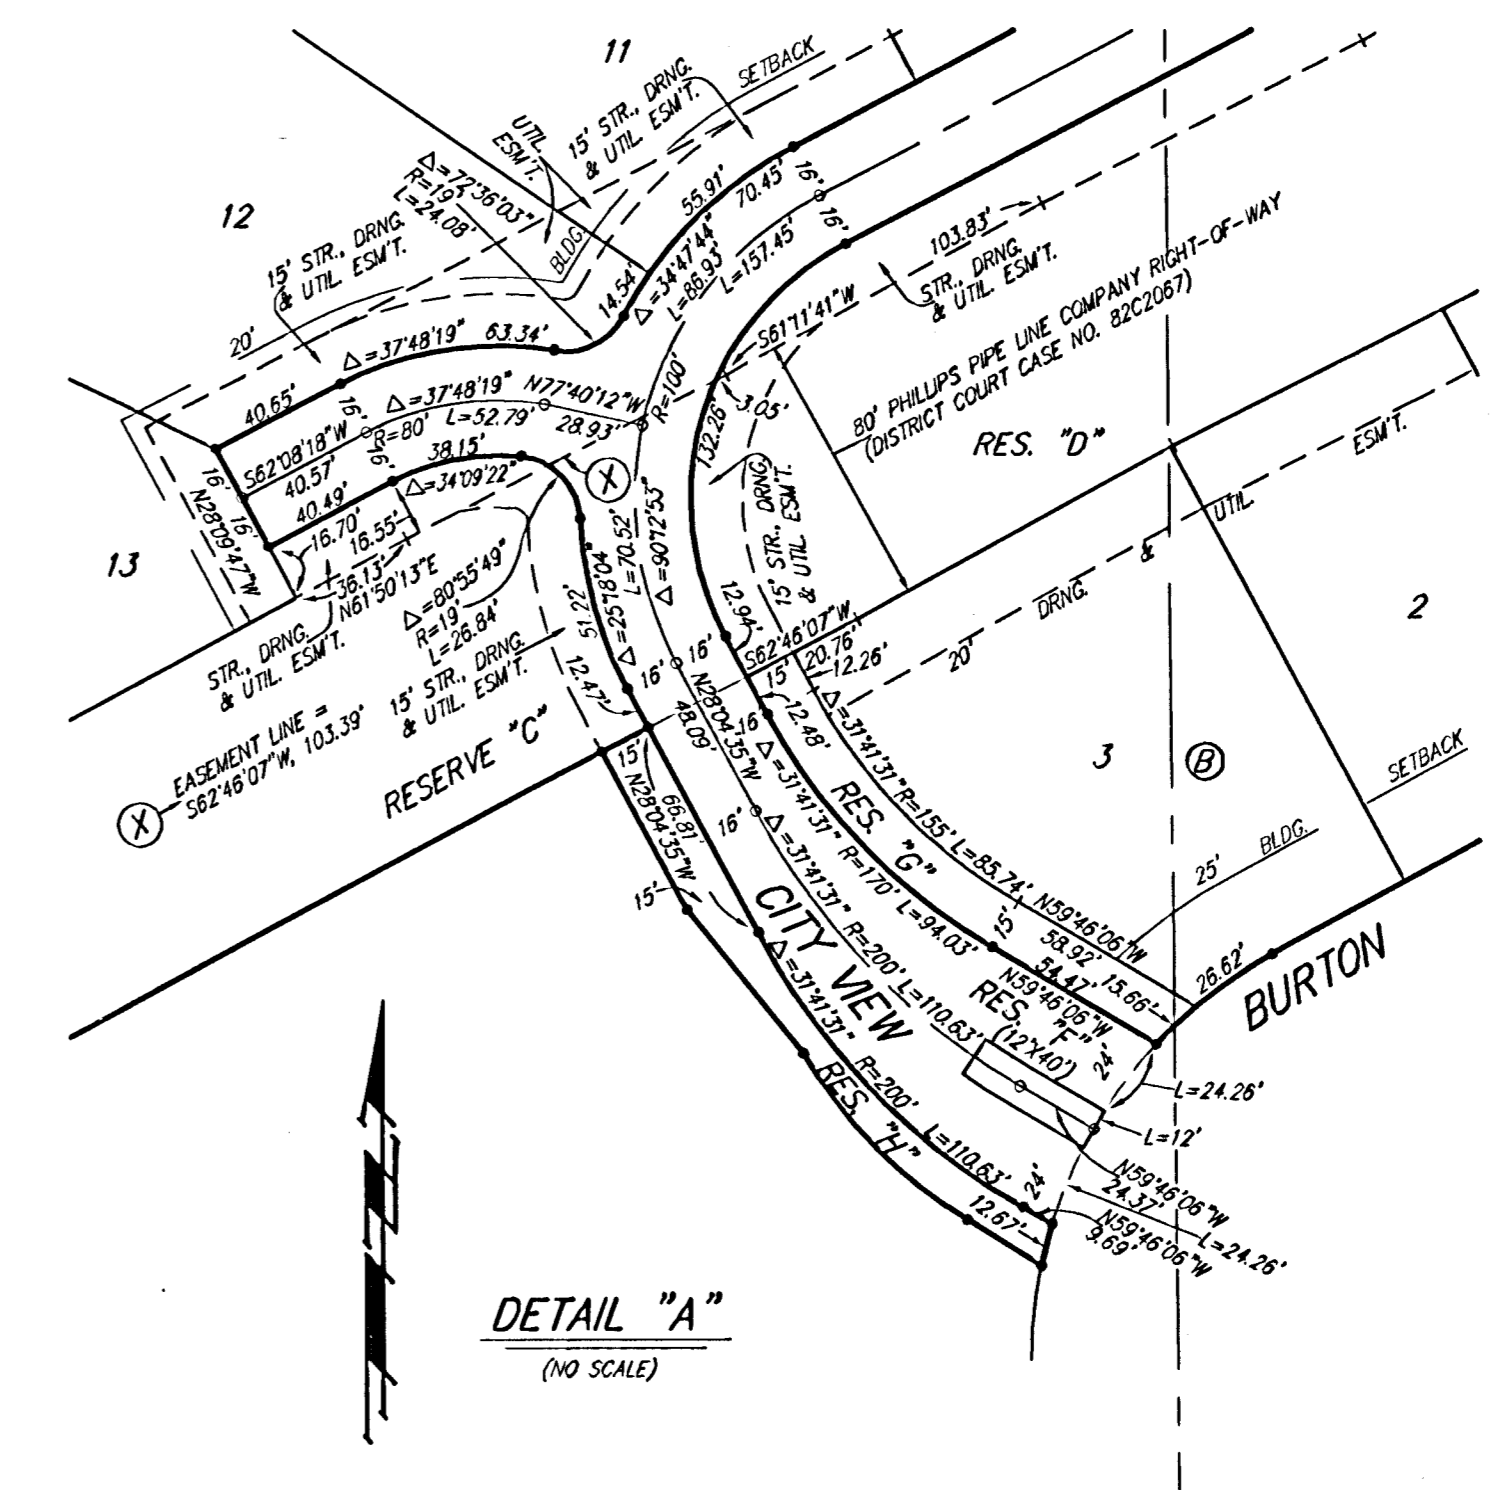 11
SETBACK
15' STR., DRNG.
& UTIL. ESM'T.
UTIL.
ESM'T.
Δ=72°36'03"
R=19'
L=24.08'
12
15' STR., DRNG.
& UTIL. ESM'T.
BLDG.
55.91'
70.45'
16'
16'
Δ=34°47'44"
L=86.93'
L=157.45'
14.54'
103.83'
STR., DRNG.
& UTIL. ESM'T.
80' PHILLIPS PIPE LINE COMPANY RIGHT-OF-WAY
(DISTRICT COURT CASE NO. 82C2067)
RES. "D"
20'
Δ=37°48'19"
63.34'
40.65'
16'
Δ=37°48'19"
R=80'
L=52.79'
N77°40'12"W
28.93'
R=100'
S61°11'41"W
3.05'
132.26'
S62°08'18"W
40.57'
16'
38.15'
Δ=34°09'22"
X
40.49'
16'
16'
N28°09'47"W
13
16.70'
16.55'
36.13'
N61°50'13"E
STR., DRNG.
& UTIL. ESM'T.
Δ=80°55'49"
R=19'
L=26.84'
15' STR., DRNG.
& UTIL. ESM'T.
51.22'
Δ=25°18'04"
L=70.52'
Δ=90°12'53"
15' STR., DRNG.
& UTIL. ESM'T.
ESM'T.
UTIL.
&
DRNG.
20'
2
12.94'
S62°46'07"W
20.76'
12.26'
15'
12.47'
16'
16'
N28°04'35"W
48.09'
16
12.48'
X
EASEMENT LINE =
S62°46'07"W, 103.39'
RESERVE "C"
15'
N28°04'35"W
66.81'
15'
16'
Δ=31°41'31" R=155' L=85.74'
Δ=31°41'31" R=170' L=94.03'
Δ=31°41'31" R=200' L=110.63'
Δ=31°41'31" R=200' L=110.63'
RES. "G"
3
B
SETBACK
BLDG.
25'
CITY VIEW
15'
N59°46'06"W
58.92'
15.66'
54.47'
N59°46'06"W
26.62'
BURTON
RES. "F"
(12'X40')
24'
L=24.26'
L=12'
RES. "H"
24'
12.67'
N59°46'06"W
24.37'
N59°46'06"W
9.69'
L=24.26'
DETAIL "A"
(NO SCALE)